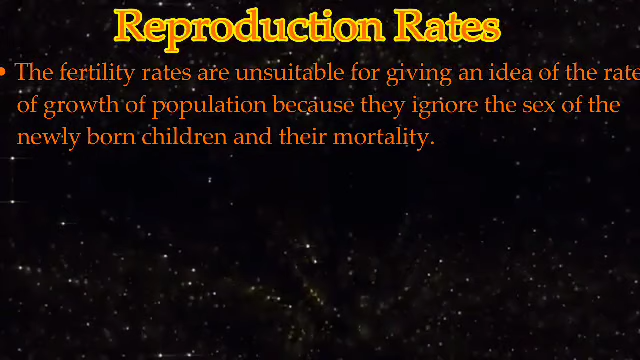 Reproduction Rates
• The fertility rates are unsuitable for giving an idea of the rate
of growth of population because they ignore the sex of the
newly born children and their mortality.